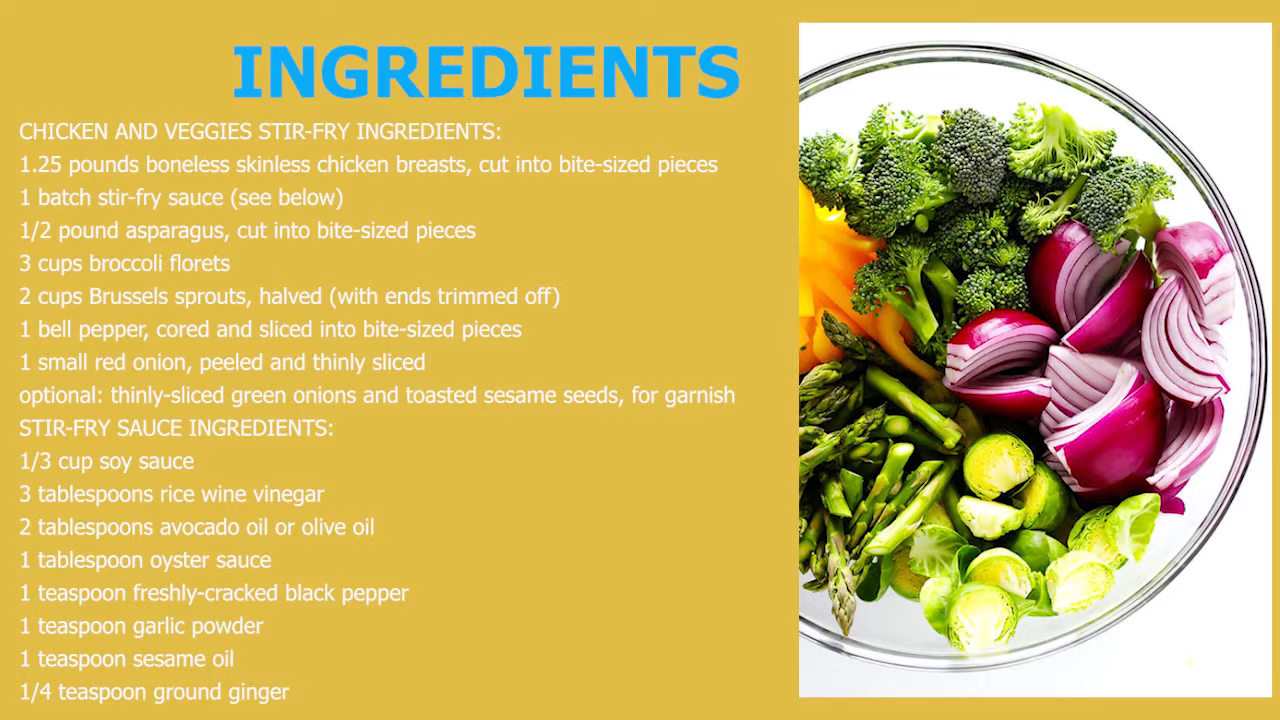 INGREDIENTS
CHICKEN AND VEGGIES STIR-FRY INGREDIENTS:
1.25 pounds boneless skinless chicken breasts, cut into bite-sized pieces
1 batch stir-fry sauce (see below)
1/2 pound asparagus, cut into bite-sized pieces
3 cups broccoli florets
2 cups Brussels sprouts, halved (with ends trimmed off)
1 bell pepper, cored and sliced into bite-sized pieces
1 small red onion, peeled and thinly sliced
optional: thinly-sliced green onions and toasted sesame seeds, for garnish
STIR-FRY SAUCE INGREDIENTS:
1/3 cup soy sauce
3 tablespoons rice wine vinegar
2 tablespoons avocado oil or olive oil
1 tablespoon oyster sauce
1 teaspoon freshly-cracked black pepper
1 teaspoon garlic powder
1 teaspoon sesame oil
1/4 teaspoon ground ginger